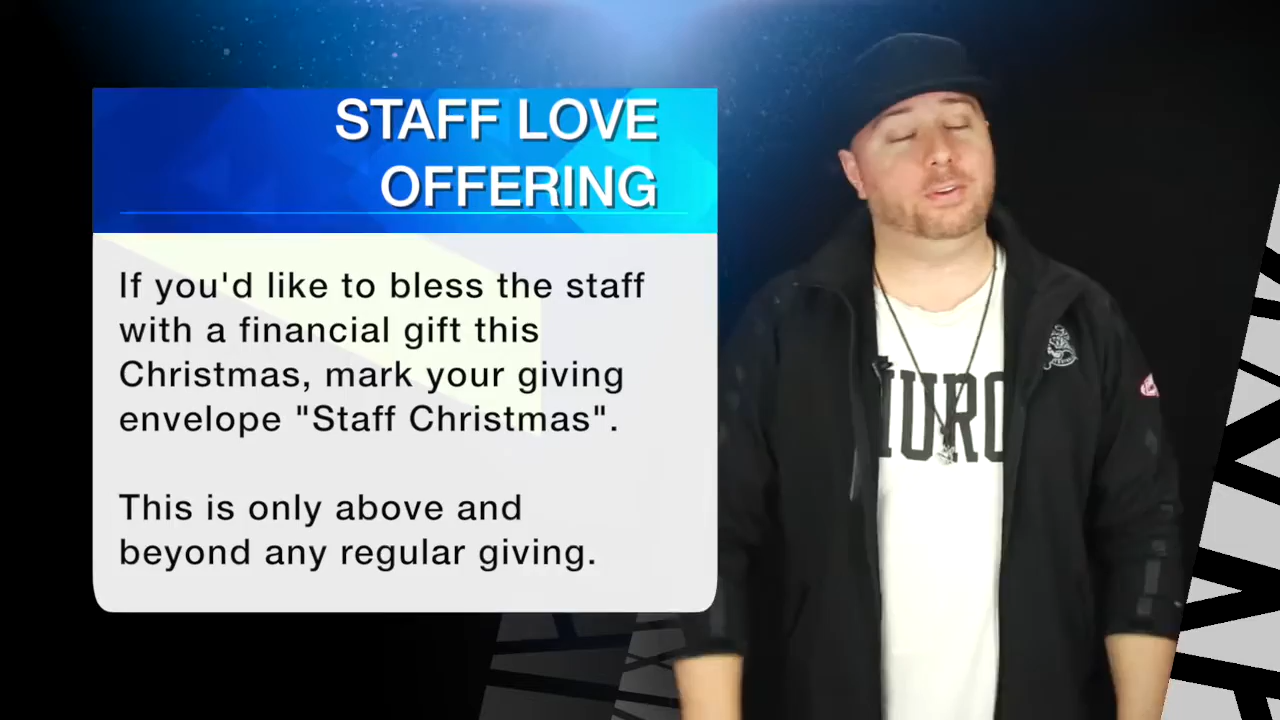 STAFF LOVE
OFFERING
If you'd like to bless the staff
with a financial gift this
Christmas, mark your giving
envelope "Staff Christmas".
This is only above and
beyond any regular giving.